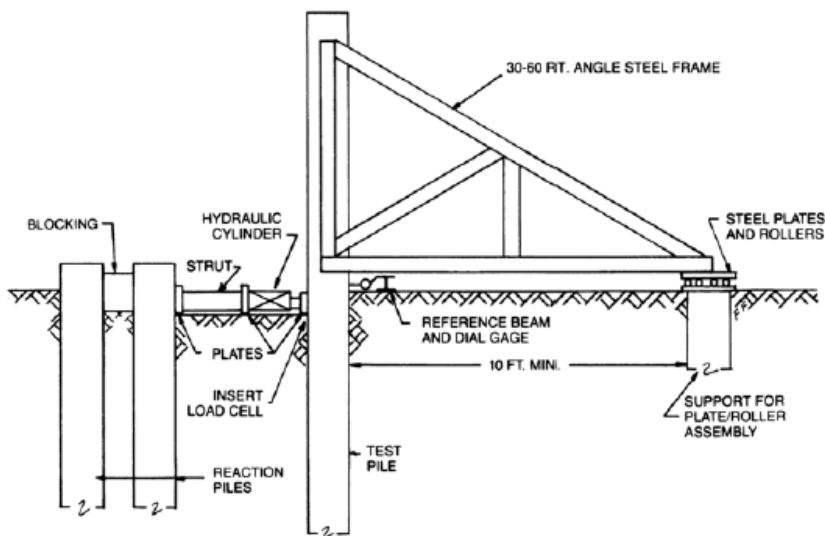 30-60 RT. ANGLE STEEL FRAME
BLOCKING
HYDRAULIC
CYLINDER
STRUT
STEEL PLATES
AND ROLLERS
PLATES
REFERENCE BEAM
AND DIAL GAGE
10 FT. MINI.
INSERT
LOAD CELL
SUPPORT FOR
PLATE/ROLLER
ASSEMBLY
TEST
PILE
REACTION
PILES